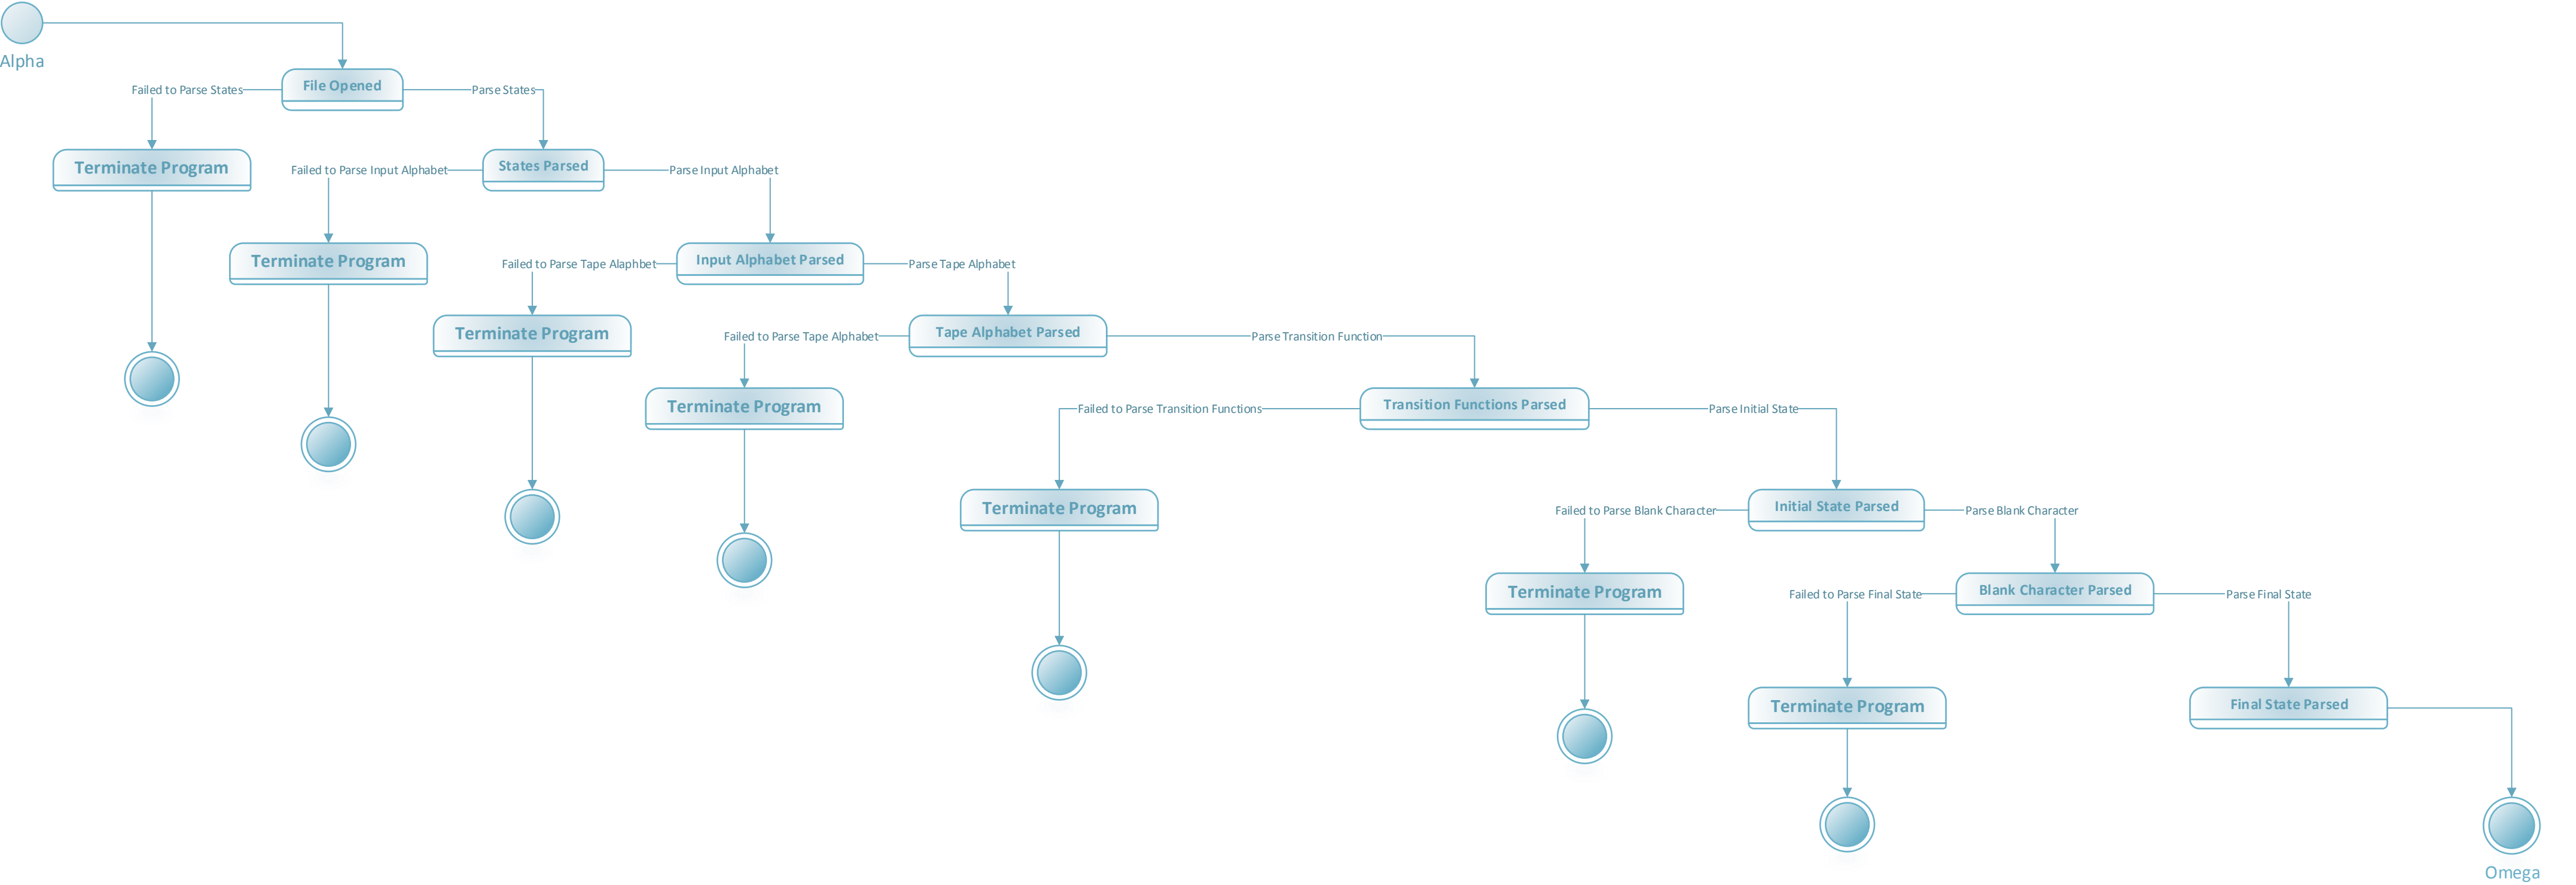 Alpha
File Opened
Failed to Parse States
Parse States
Terminate Program
States Parsed
Failed to Parse Input Alphabet
Parse Input Alphabet
Terminate Program
Input Alphabet Parsed
Failed to Parse Tape Alaphbet
Parse Tape Alphabet
Terminate Program
Tape Alphabet Parsed
Failed to Parse Tape Alphabet
Parse Transition Function
Terminate Program
Transition Functions Parsed
Failed to Parse Transition Functions
Parse Initial State
Terminate Program
Initial State Parsed
Failed to Parse Blank Character
Parse Blank Character
Terminate Program
Blank Character Parsed
Failed to Parse Final State
Parse Final State
Terminate Program
Final State Parsed
Omega